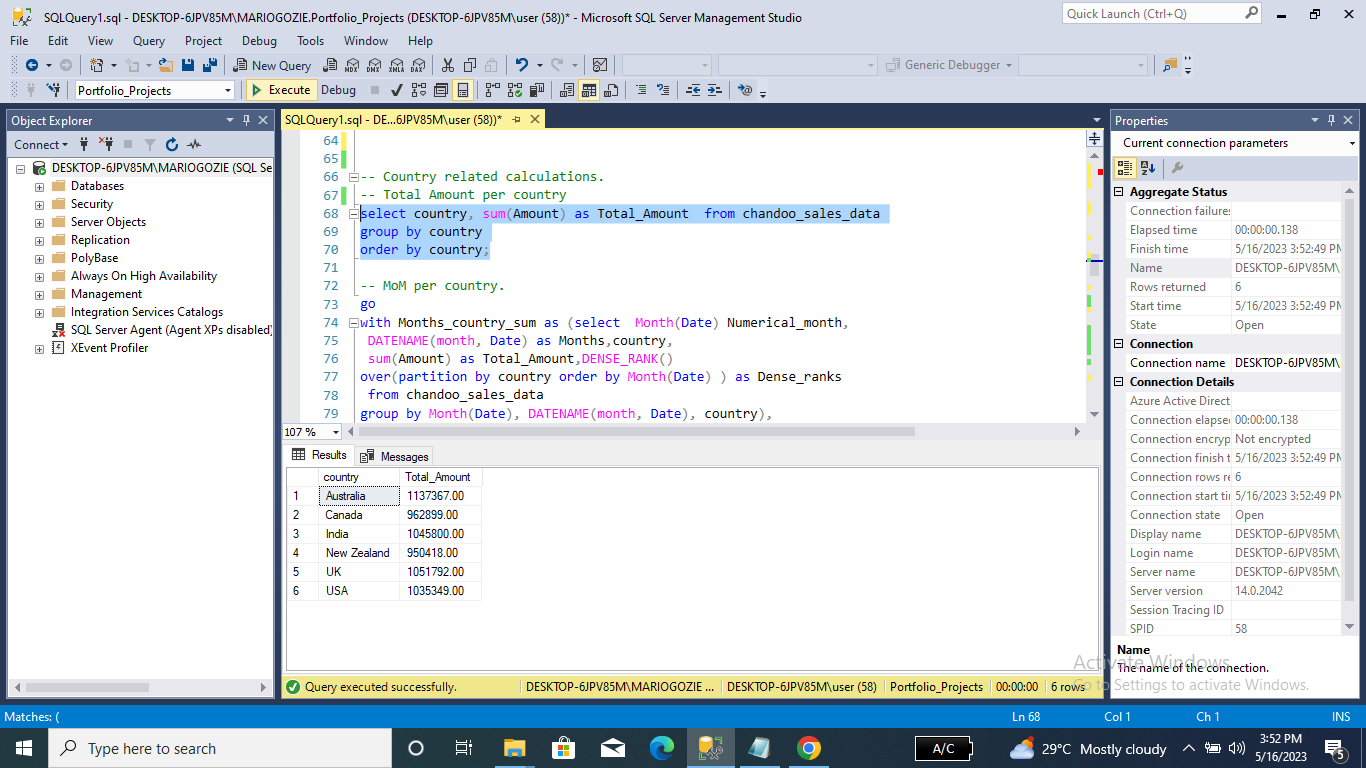 SQLQuery1.sql - DESKTOP-6JPV85M\MARIOGOZIE.Portfolio_Projects (DESKTOP-6JPV85M\user (58))* - Microsoft SQL Server Management Studio
Quick Launch (Ctrl+Q)
File Edit View Query Project Debug Tools Window Help
New Query
MDX DMX XMLA DAX
Generic Debugger
Portfolio_Projects
Execute Debug
Object Explorer
Connect
DESKTOP-6JPV85M\MARIOGOZIE (SQL Se
Databases
Security
Server Objects
Replication
PolyBase
Always On High Availability
Management
Integration Services Catalogs
SQL Server Agent (Agent XPs disabled)
XEvent Profiler
SQLQuery1.sql - DE...6JPV85M\user (58))*
64
65
66 -- Country related calculations.
67 -- Total Amount per country
68 select country, sum(Amount) as Total_Amount  from chandoo_sales_data
69 group by country
70 order by country;
71
72 -- MoM per country.
73 go
74 with Months_country_sum as (select  Month(Date) Numerical_month,
75 DATENAME(month, Date) as Months,country,
76 sum(Amount) as Total_Amount,DENSE_RANK()
77 over(partition by country order by Month(Date) ) as Dense_ranks
78 from chandoo_sales_data
79 group by Month(Date), DATENAME(month, Date), country),
107 %
Results Messages
country Total_Amount
1 Australia 1137367.00
2 Canada 962899.00
3 India 1045800.00
4 New Zealand 950418.00
5 UK 1051792.00
6 USA 1035349.00
Query executed successfully. DESKTOP-6JPV85M\MARIOGOZIE ... DESKTOP-6JPV85M\user (58) Portfolio_Projects 00:00:00 6 rows
Properties
Current connection parameters
Aggregate Status
Connection failures
Elapsed time 00:00:00.138
Finish time 5/16/2023 3:52:49 PM
Name DESKTOP-6JPV85M\
Rows returned 6
Start time 5/16/2023 3:52:49 PM
State Open
Connection
Connection name DESKTOP-6JPV85M\
Connection Details
Azure Active Direct
Connection elapse 00:00:00.138
Connection encryp Not encrypted
Connection finish t 5/16/2023 3:52:49 PM
Connection rows re 6
Connection start ti 5/16/2023 3:52:49 PM
Connection state Open
Display name DESKTOP-6JPV85M\
Login name DESKTOP-6JPV85M\
Server name DESKTOP-6JPV85M\
Server version 14.0.2042
Session Tracing ID
SPID 58
Name
The name of the connection.
Activate Windows
Go to Settings to activate Windows.
Matches: ( Ln 68 Col 1 Ch 1 INS
Type here to search
A/C
29°C Mostly cloudy
3:52 PM
5/16/2023
5